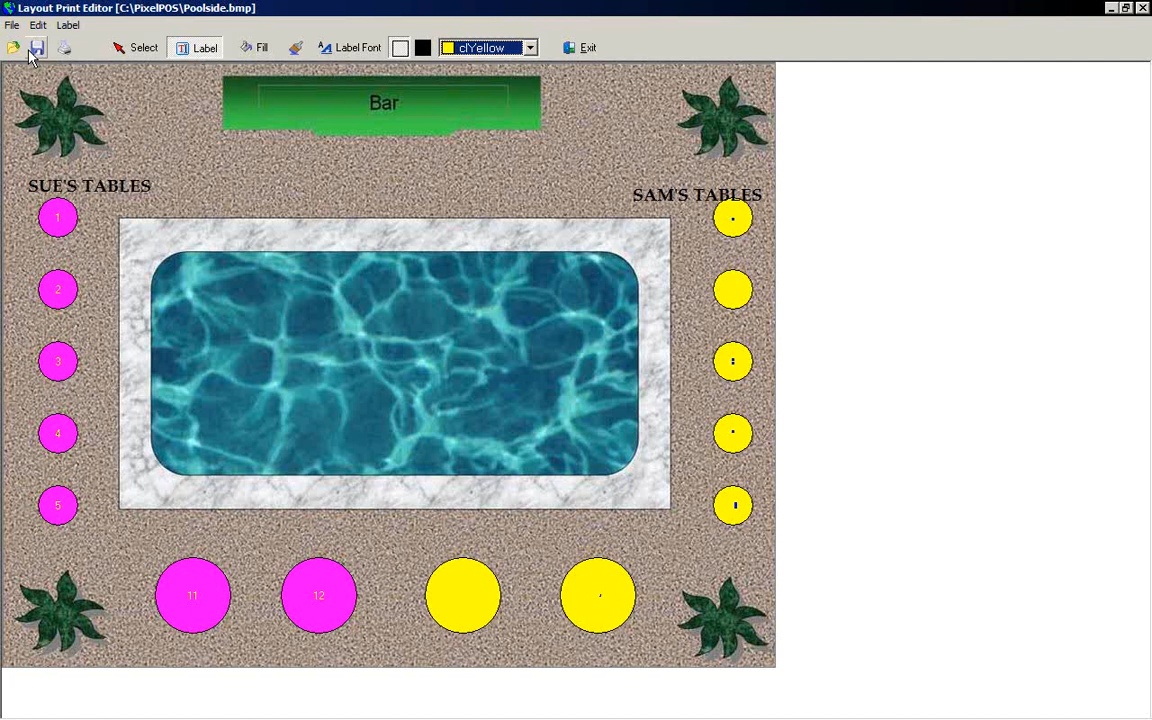 Layout Print Editor [C:\PixelPOS\Poolside.bmp]
File Edit Label
Select Label Fill Label Font clYellow Exit
Bar
SUE'S TABLES
SAM'S TABLES
1
2
3
4
5
11 12